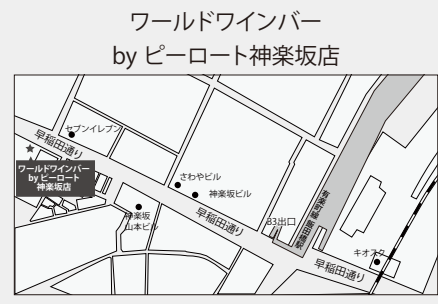 ワールドワインバー
by ピーロート神楽坂店
セブンイレブン
早稲田通り
ワールドワインバー
by ピーロート
神楽坂店
さわやビル
神楽坂ビル
神楽坂
山本ビル
早稲田通り
B3出口
有楽町線 飯田橋駅
キオスク
早稲田通り